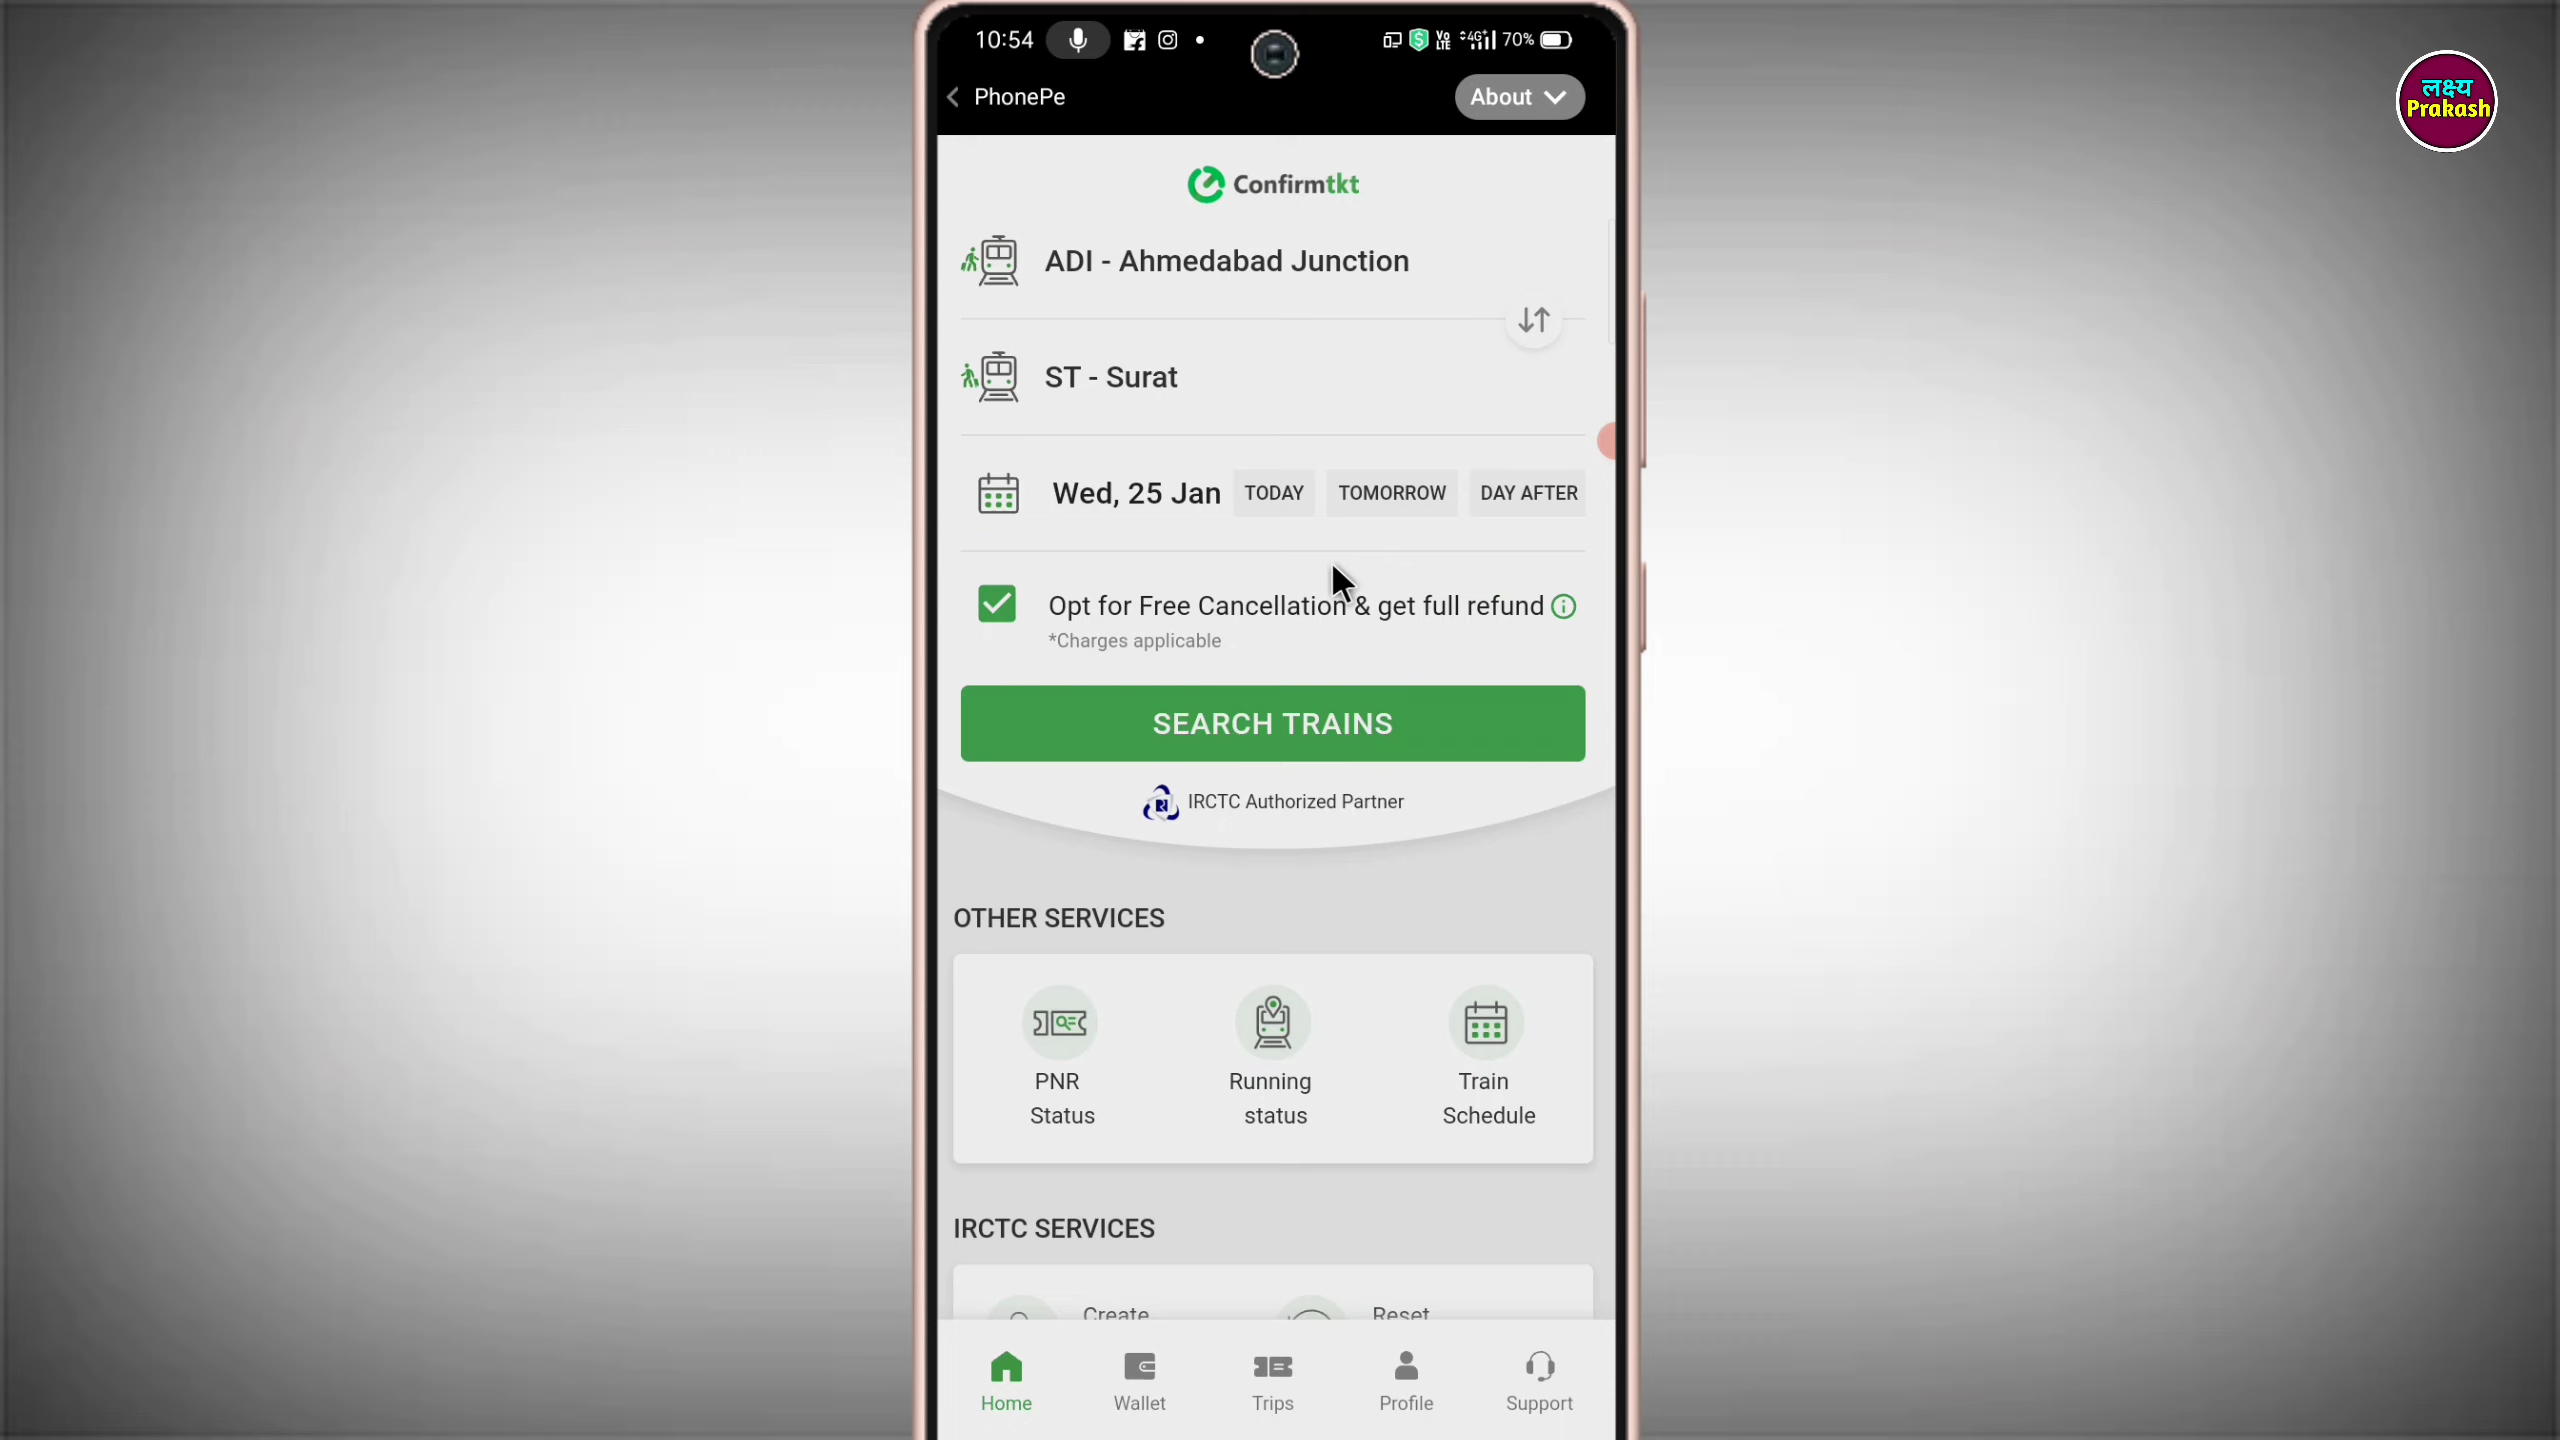 10:54
70%
PhonePe
About
लक्ष्य
Prakash
Confirmtkt
ADI - Ahmedabad Junction
ST - Surat
Wed, 25 Jan TODAY TOMORROW DAY AFTER
Opt for Free Cancellation & get full refund
*Charges applicable
SEARCH TRAINS
IRCTC Authorized Partner
OTHER SERVICES
PNR Status
Running status
Train Schedule
IRCTC SERVICES
Create
Reset
Home
Wallet
Trips
Profile
Support